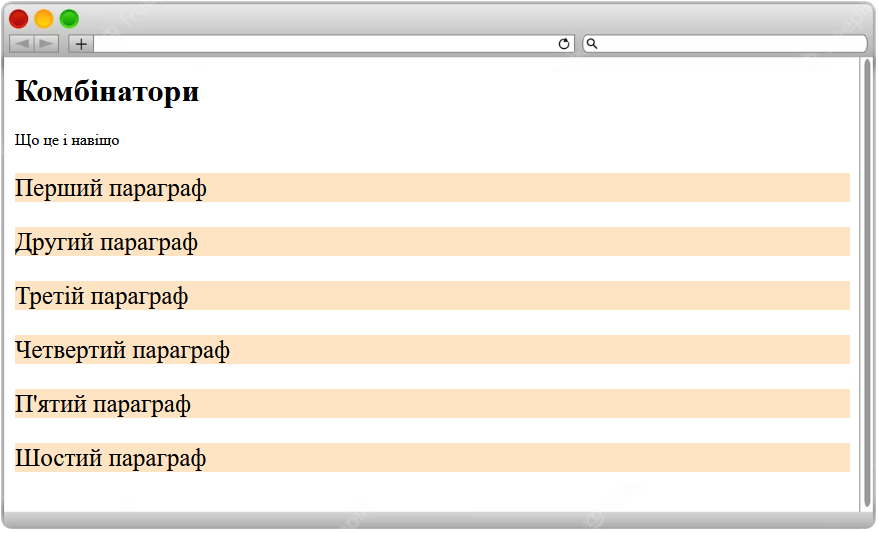 Комбінатори
Що це і навіщо
Перший параграф
Другий параграф
Третій параграф
Четвертий параграф
П'ятий параграф
Шостий параграф